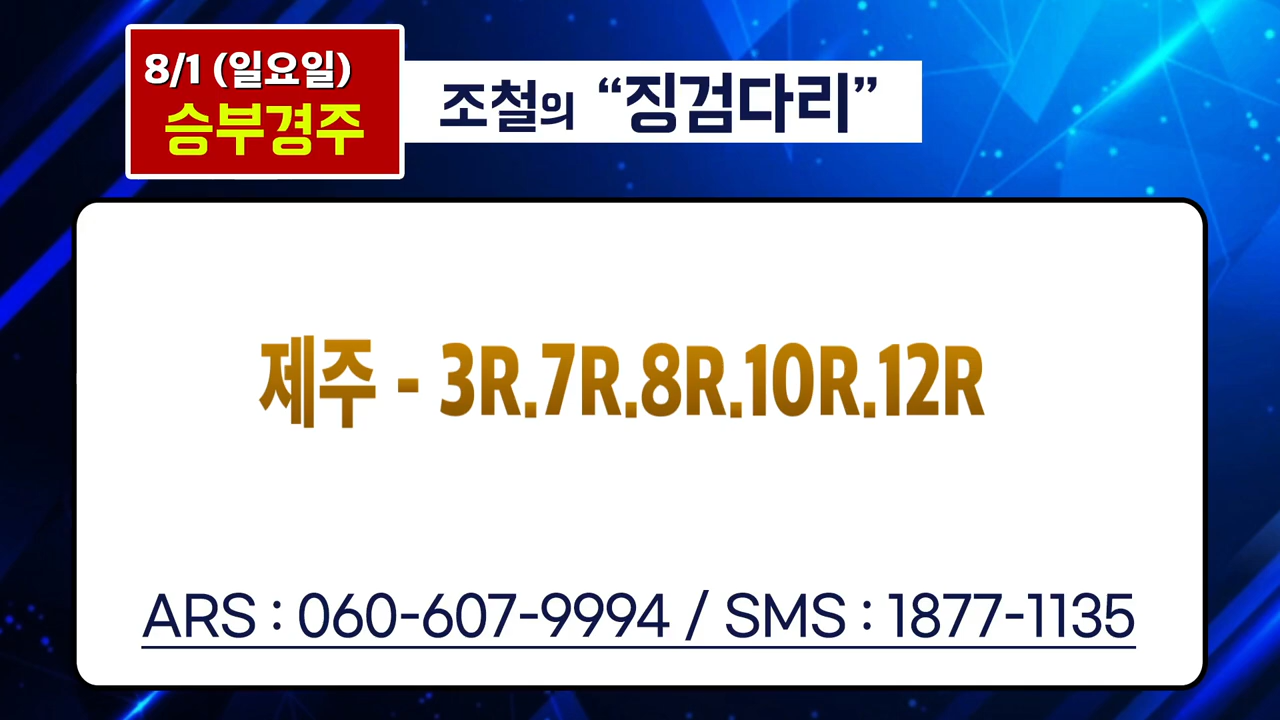 8/1 (일요일)
승부경주
조철의 “징검다리”
제주 - 3R.7R.8R.10R.12R
ARS : 060-607-9994 / SMS : 1877-1135